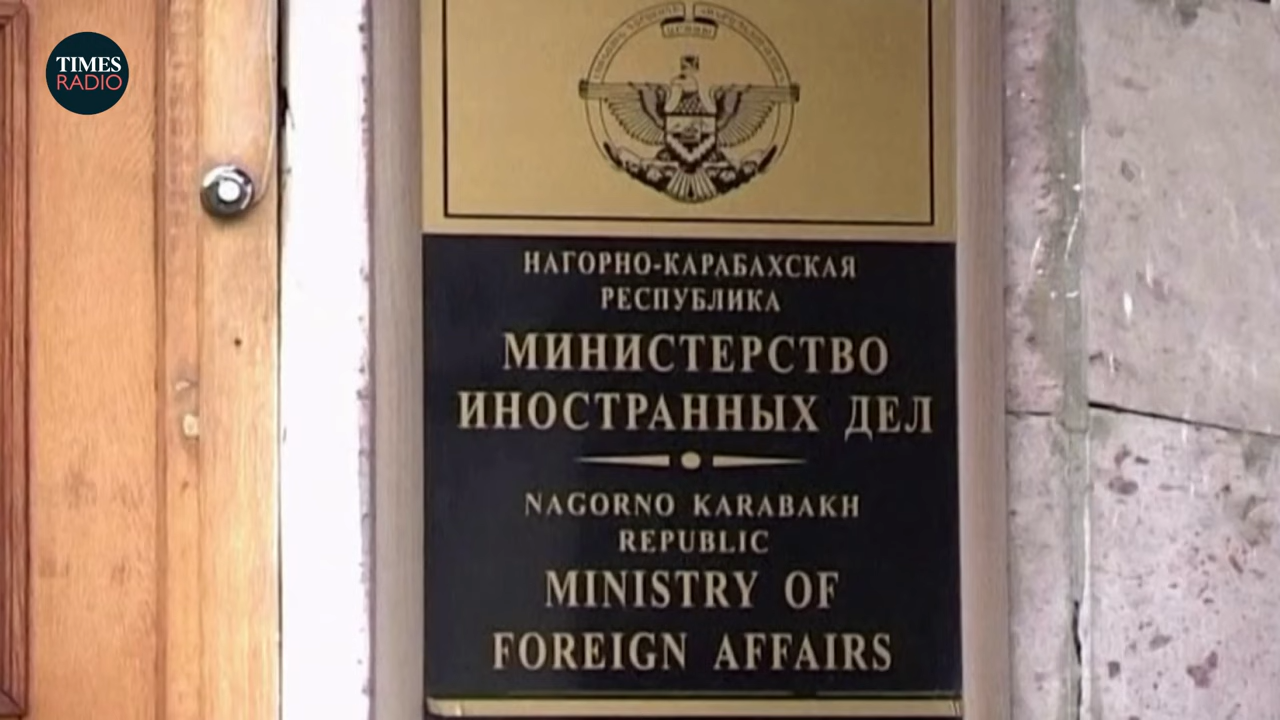 TIMES
RADIO
НАГОРНО-КАРАБАХСКАЯ
РЕСПУБЛИКА
МИНИСТЕРСТВО
ИНОСТРАННЫХ ДЕЛ
NAGORNO KARABAKH
REPUBLIC
MINISTRY OF
FOREIGN AFFAIRS